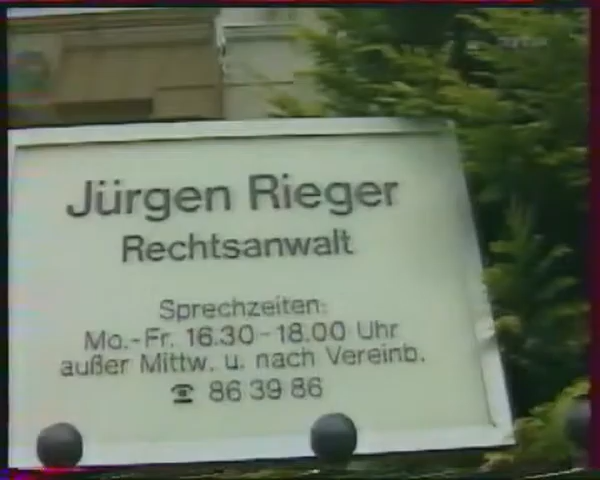 Jürgen Rieger
Rechtsanwalt
Sprechzeiten:
Mo.-Fr. 16.30-18.00 Uhr
außer Mittw. u. nach Vereinb.
☎ 86 39 86